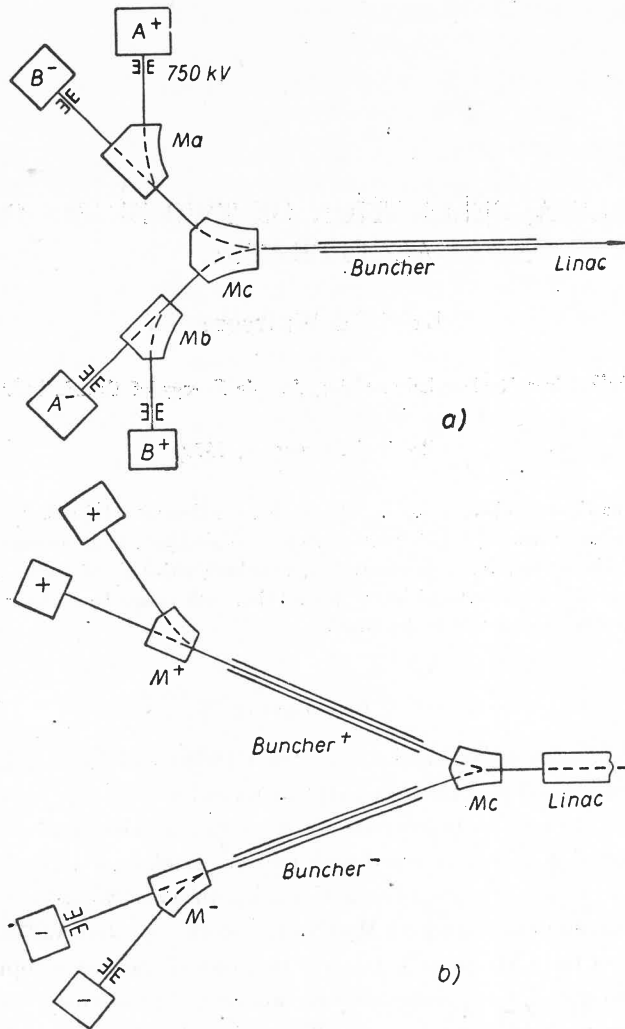 A+
B−
750 kV
Ma
Mc
Buncher
Linac
Mb
A−
B+
a)
+
+
M+
Buncher+
Mc
Linac
Buncher−
M−
−
−
b)